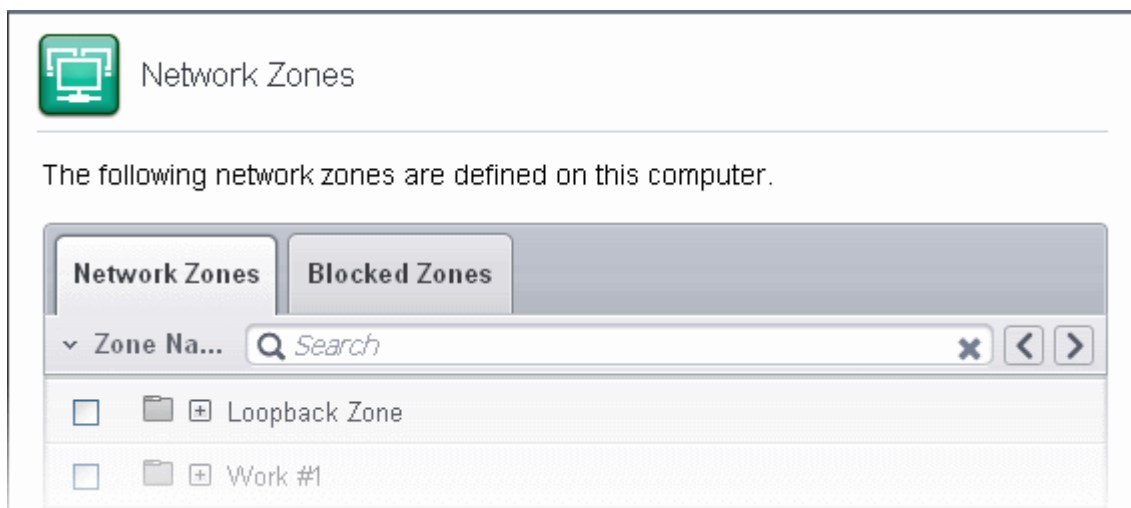 Network Zones
The following network zones are defined on this computer.
Network Zones Blocked Zones
Zone Na... Search
Loopback Zone
Work #1